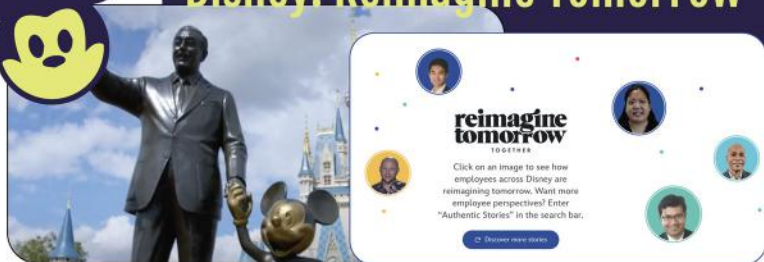 Disney: Reimagine Tomorrow
reimagine
tomorrow
TOGETHER
Click on an image to see how
employees across Disney are
reimagining tomorrow. Want more
employee perspectives? Enter
"Authentic Stories" in the search bar.
Discover more stories